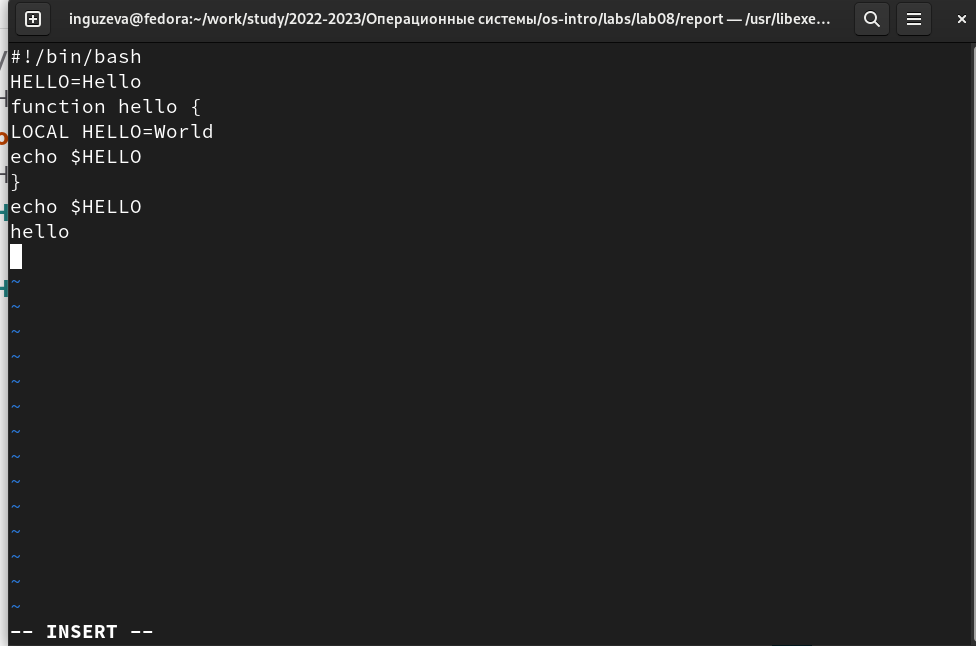 inguzeva@fedora:~/work/study/2022-2023/Операционные системы/os-intro/labs/lab08/report — /usr/libexe…
#!/bin/bash
HELLO=Hello
function hello {
LOCAL HELLO=World
echo $HELLO
}
echo $HELLO
hello
~
~
~
~
~
~
~
~
~
~
~
~
~
~
-- INSERT --